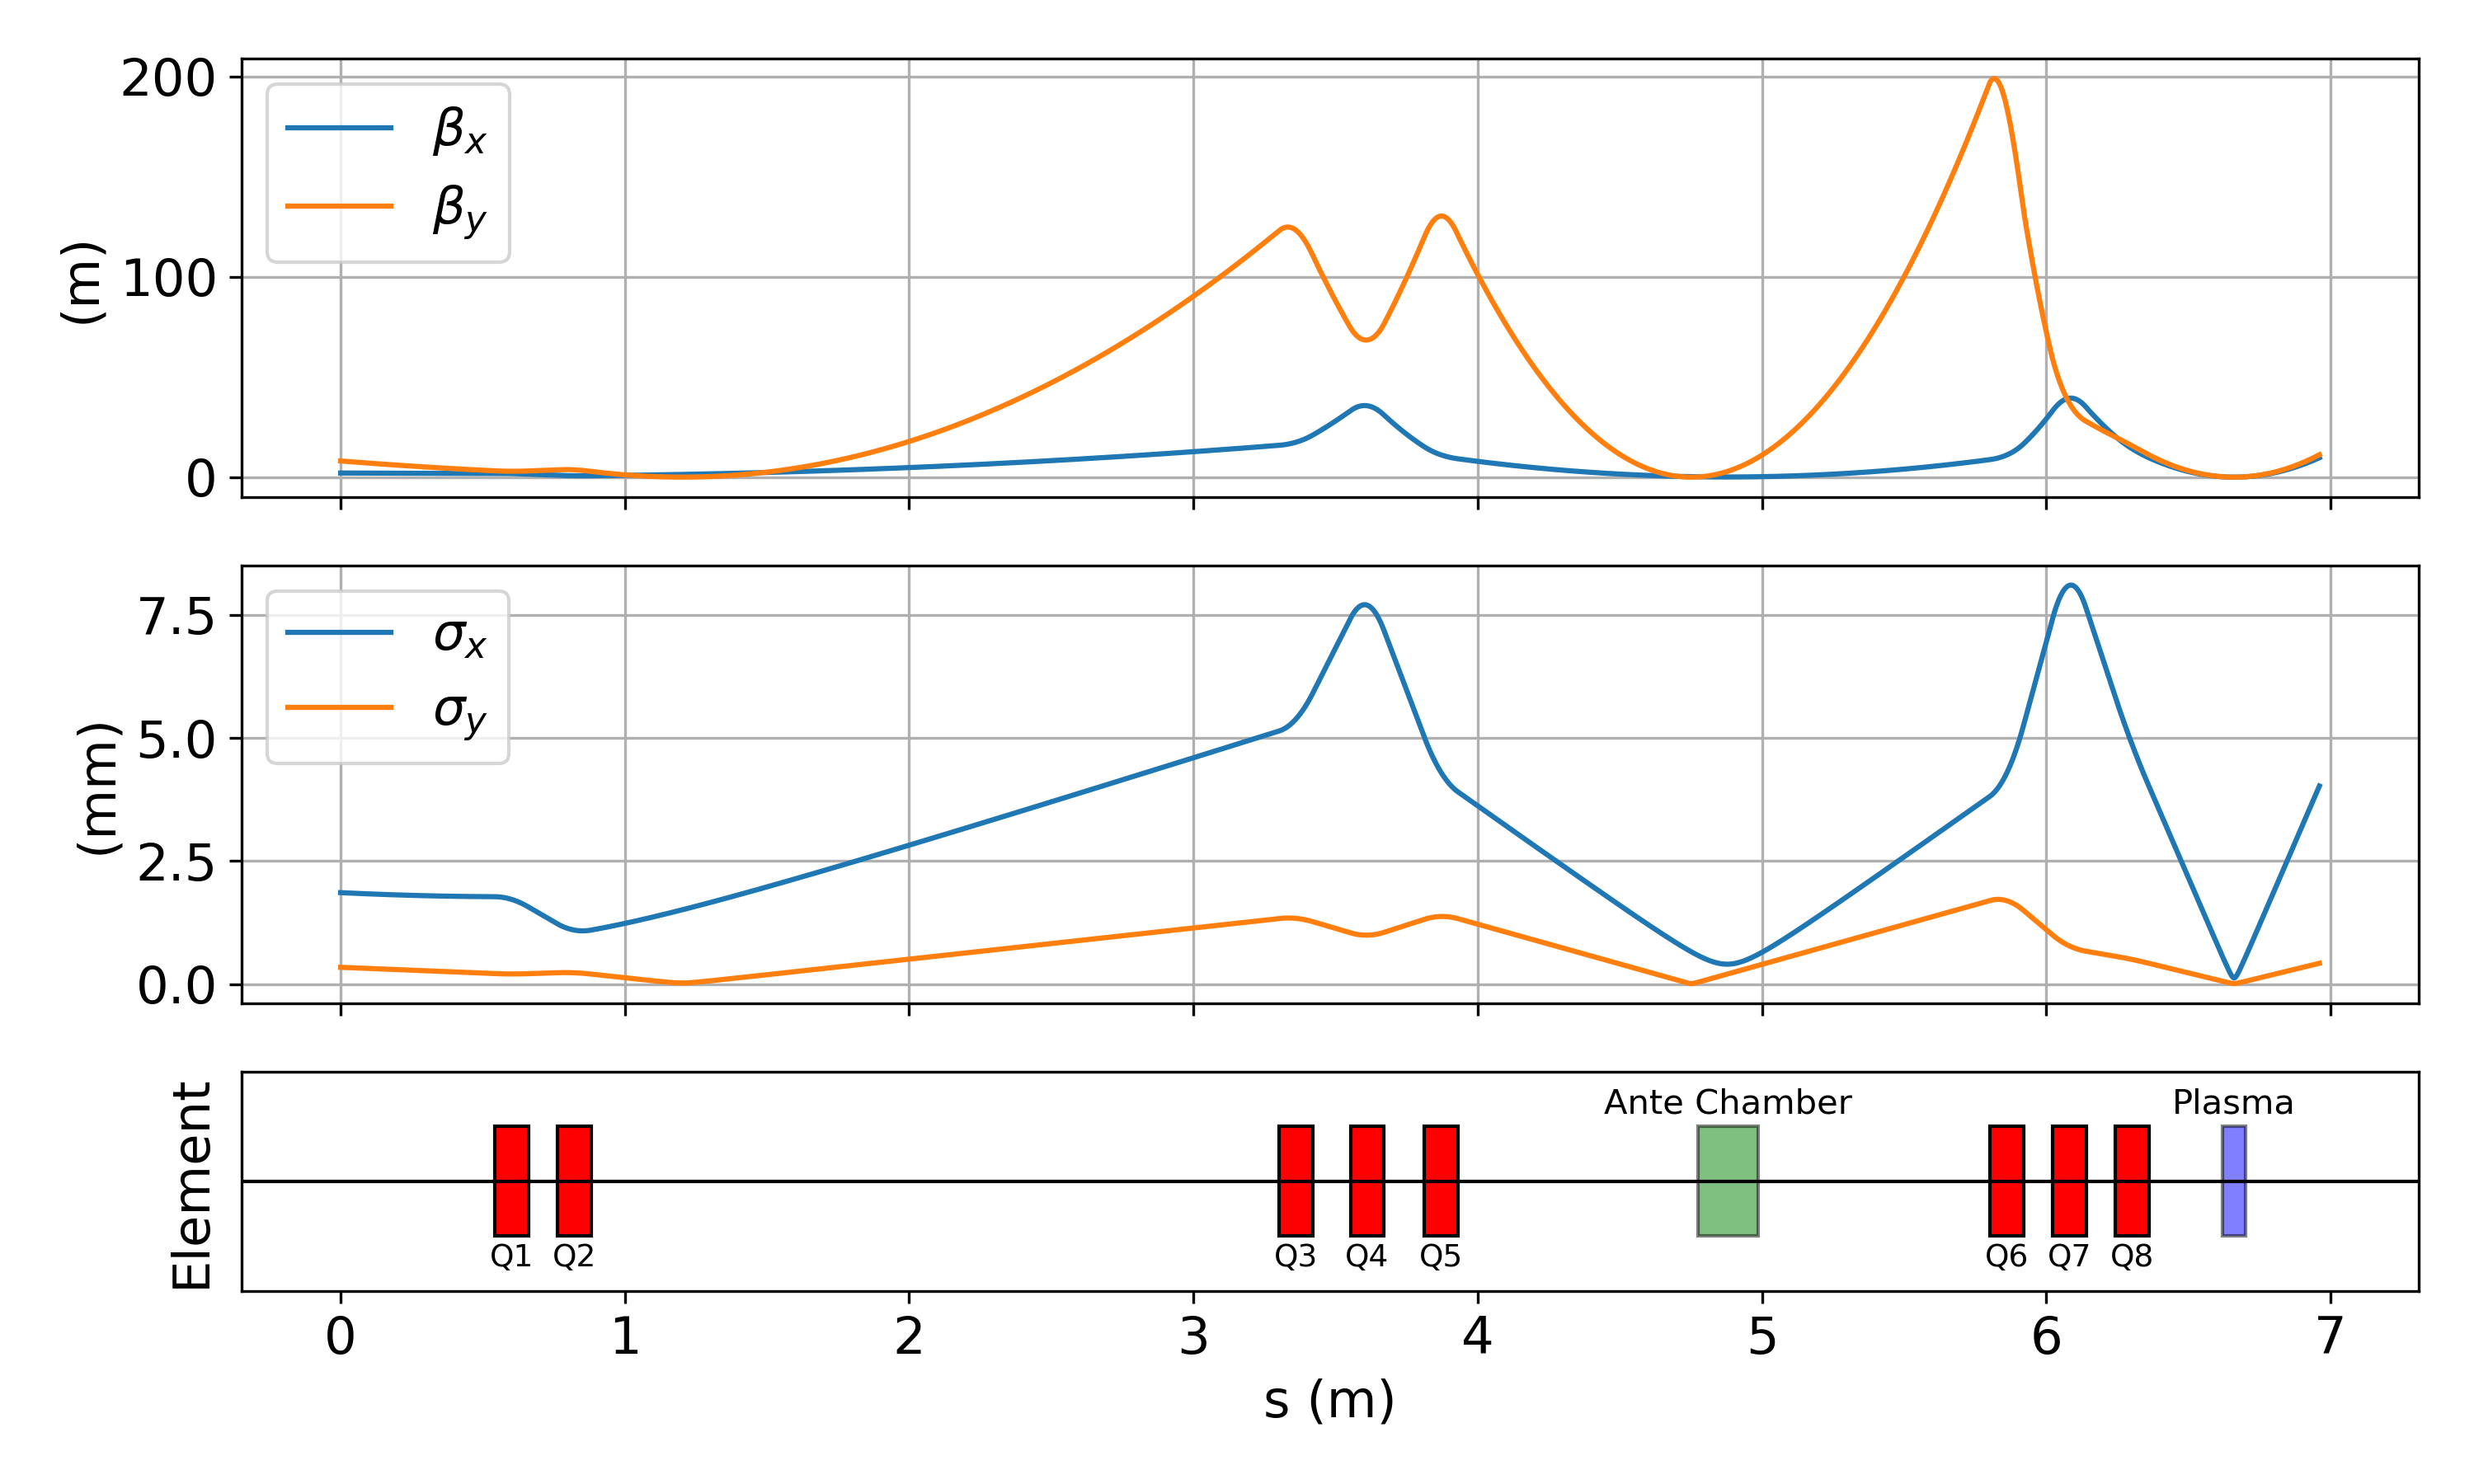 200
100
0
(m)
βx
βy
7.5
5.0
2.5
0.0
(mm)
σx
σy
Element
Ante Chamber
Plasma
Q1 Q2 Q3 Q4 Q5 Q6 Q7 Q8
0 1 2 3 4 5 6 7
s (m)